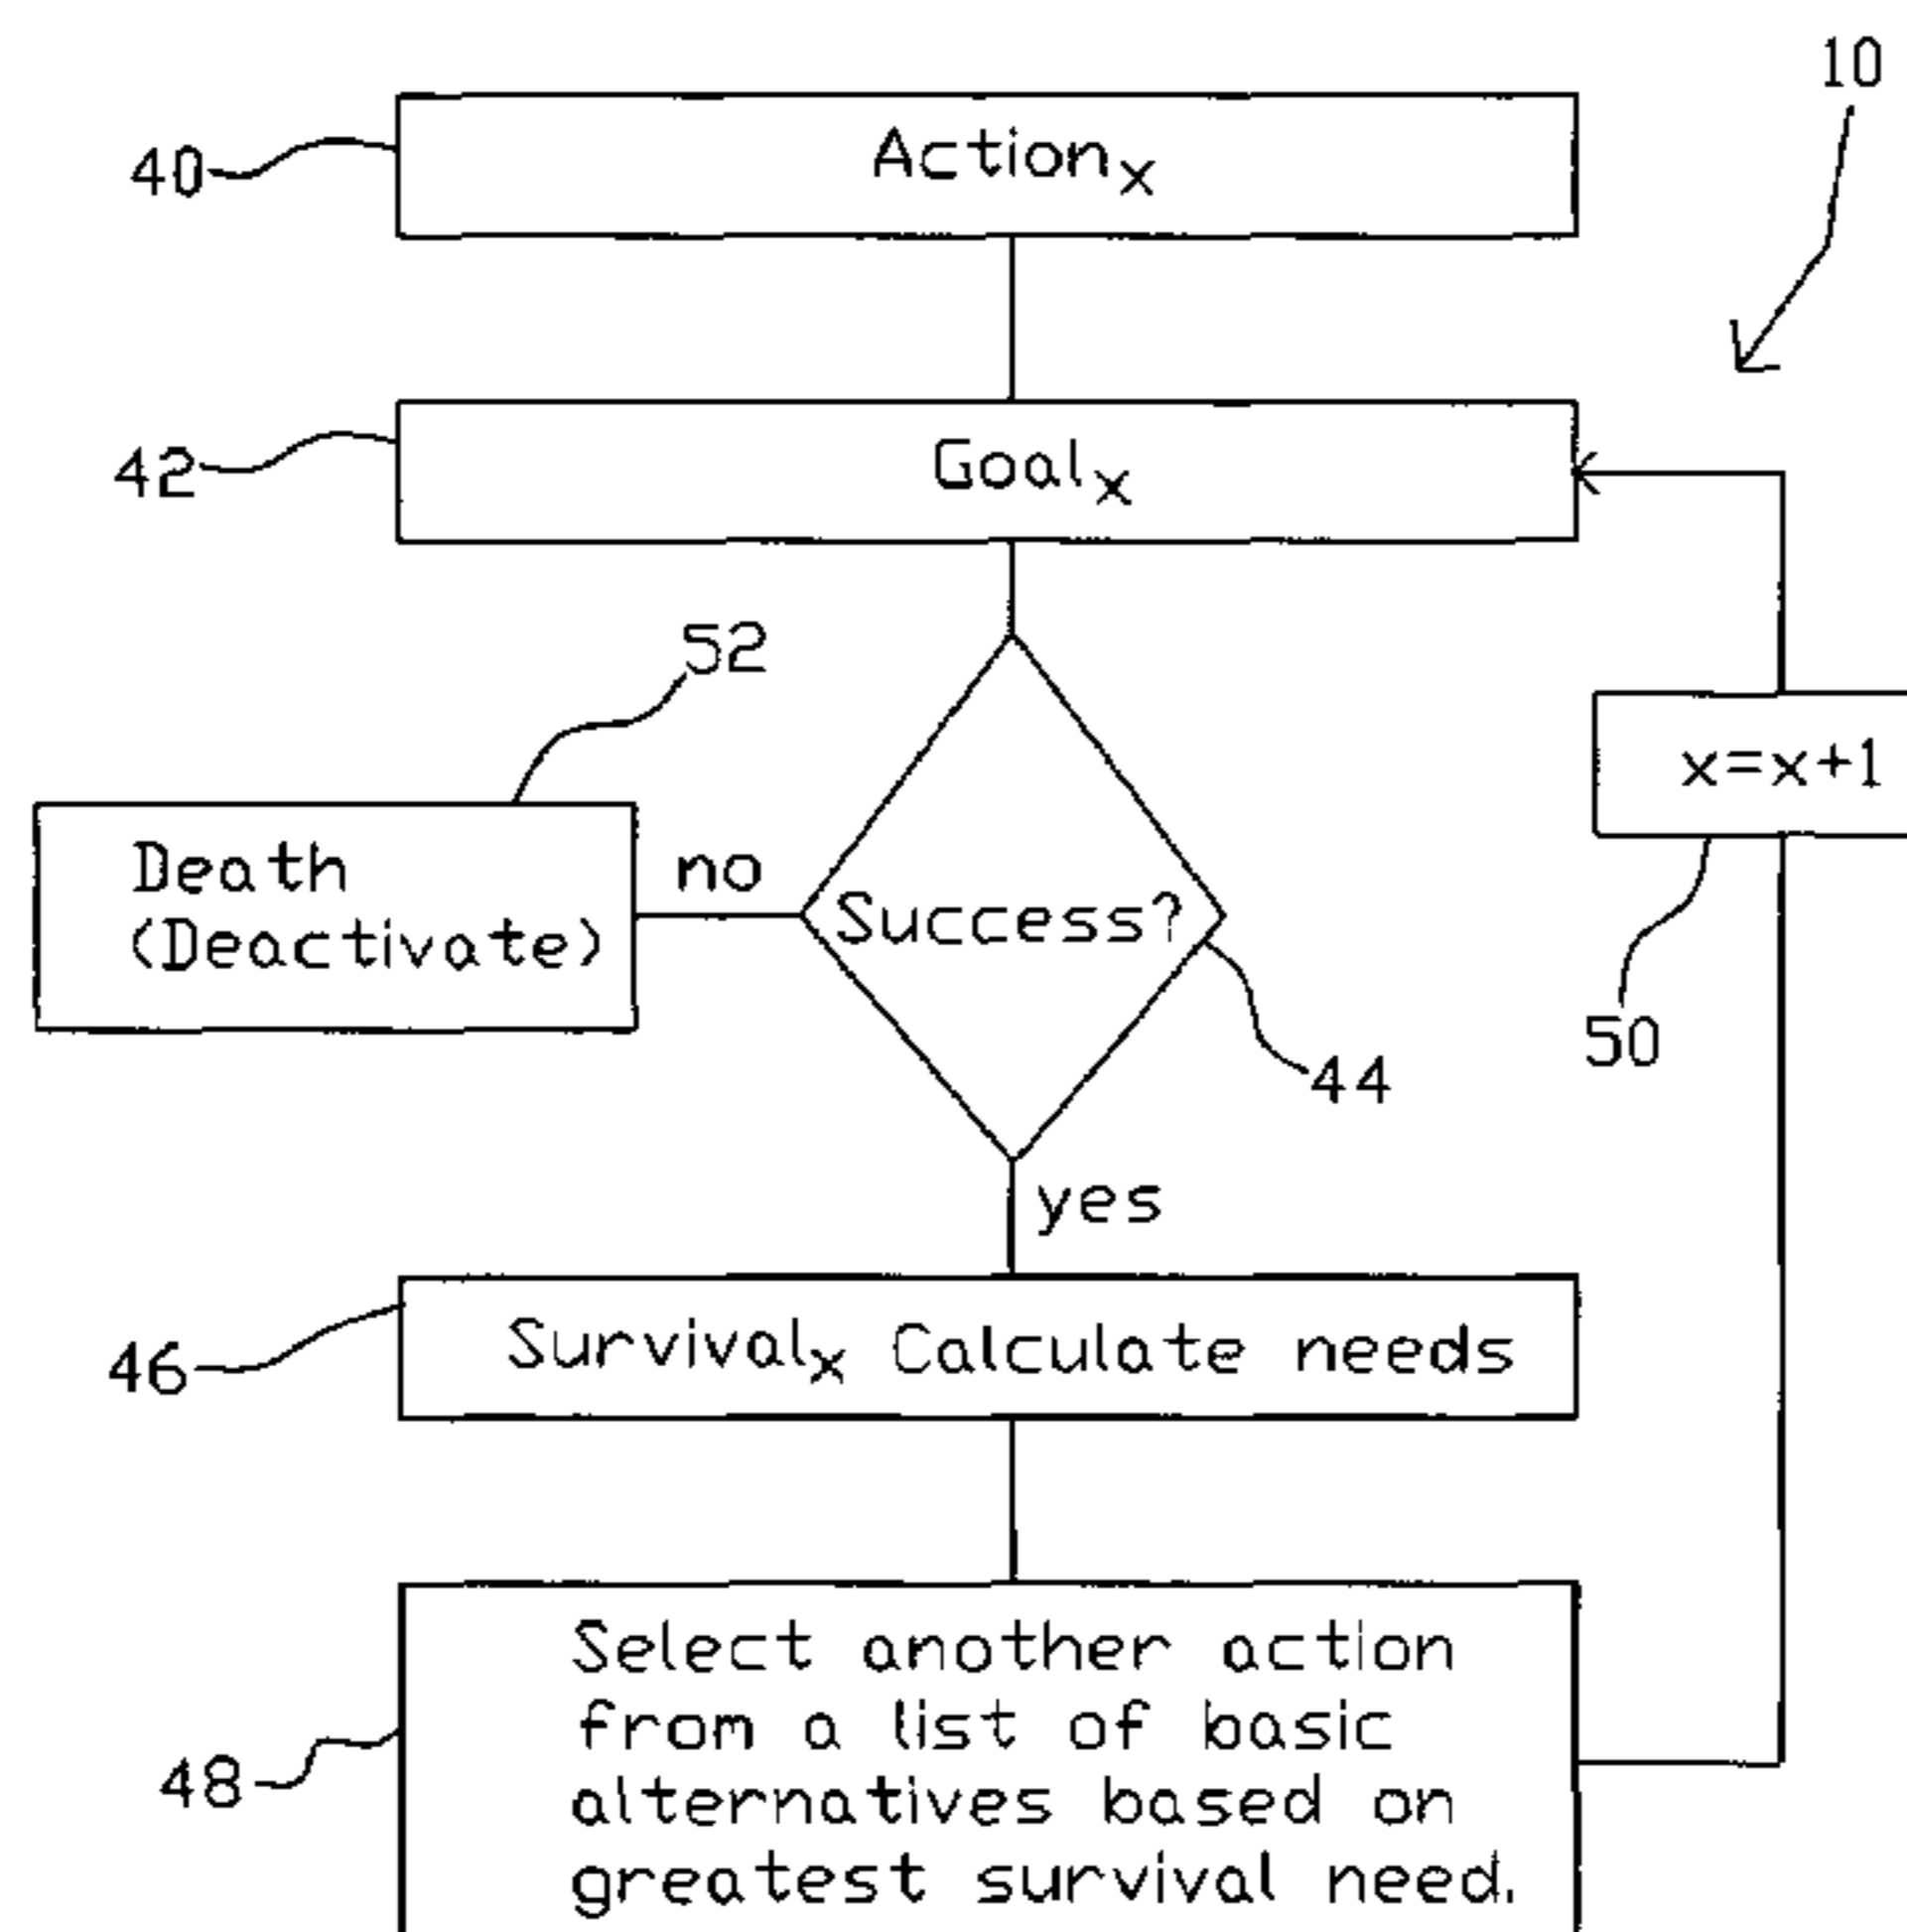 10
40
Actionₓ
42
Goalₓ
52
Death
(Deactivate)
no
Success?
x=x+1
50
44
yes
46
Survivalₓ Calculate needs
48
Select another action
from a list of basic
alternatives based on
greatest survival need.